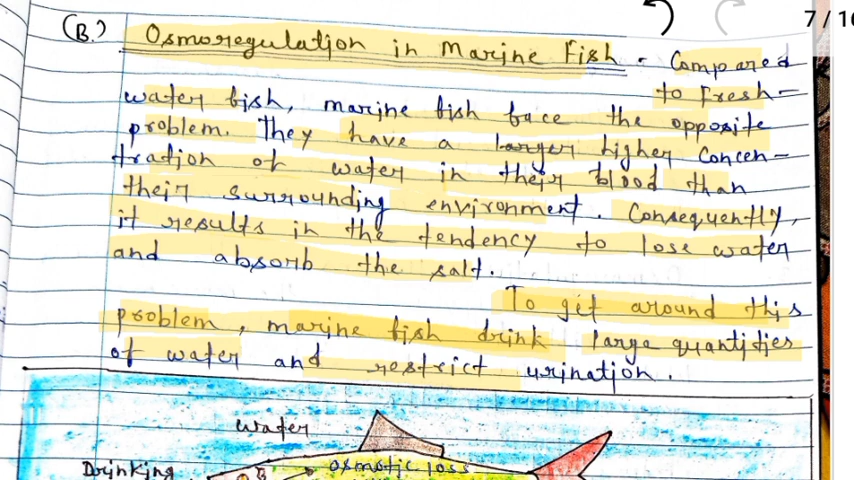 7/10
(B.) Osmoregulation in Marine Fish - Compared
to Fresh-
water fish, marine fish face the opposite
problem. They have a larger higher Concen-
tration of water in their blood than
their surrounding environment. Consequently,
it results in the tendency to lose water
and absorb the salt.
To get around this
problem, marine fish drink large quantities
of water and restrict urination.
water
Drinking
osmotic loss